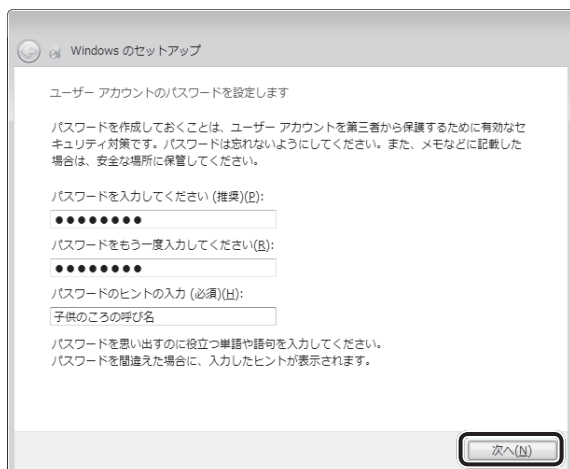 Windows のセットアップ
ユーザー アカウントのパスワードを設定します
パスワードを作成しておくことは、ユーザー アカウントを第三者から保護するために有効なセ
キュリティ対策です。パスワードは忘れないようにしてください。また、メモなどに記載した
場合は、安全な場所に保管してください。
パスワードを入力してください (推奨)(P):
●●●●●●●●
パスワードをもう一度入力してください(R):
●●●●●●●●
パスワードのヒントの入力 (必須)(H):
子供のころの呼び名
パスワードを思い出すのに役立つ単語や語句を入力してください。
パスワードを間違えた場合に、入力したヒントが表示されます。
次へ(N)